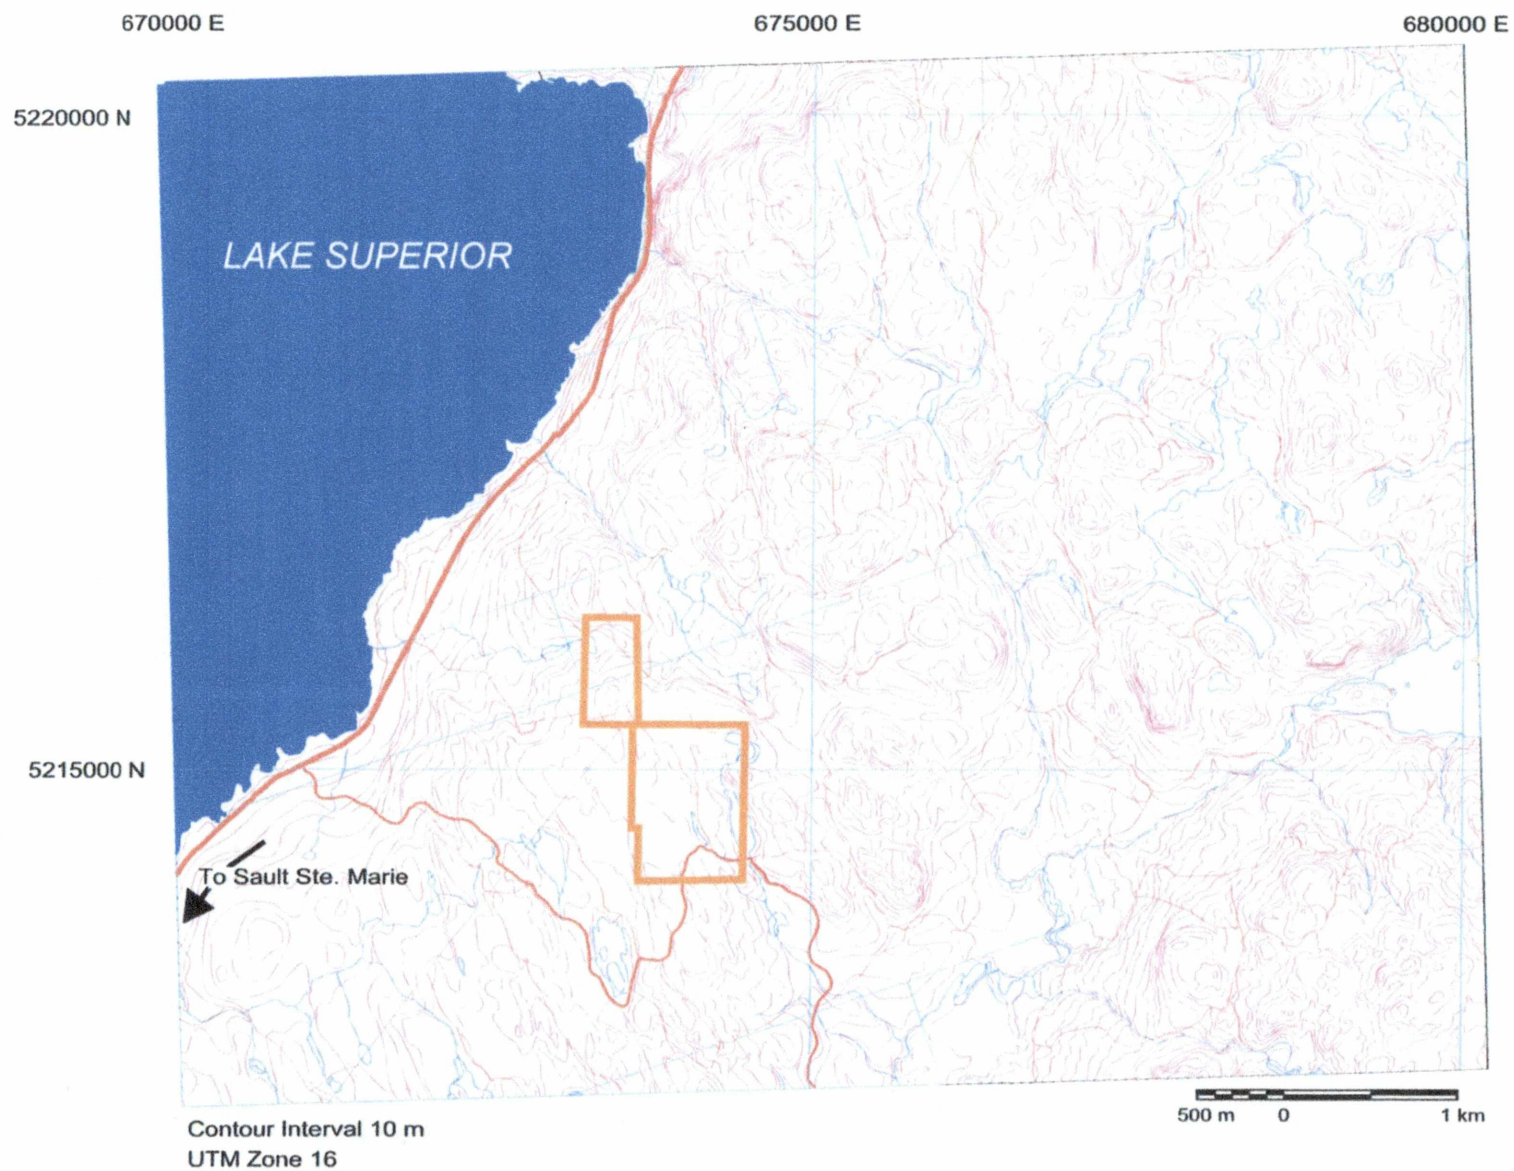 670000 E
675000 E
680000 E
5220000 N
LAKE SUPERIOR
5215000 N
To Sault Ste. Marie
500 m 0 1 km
Contour Interval 10 m
UTM Zone 16